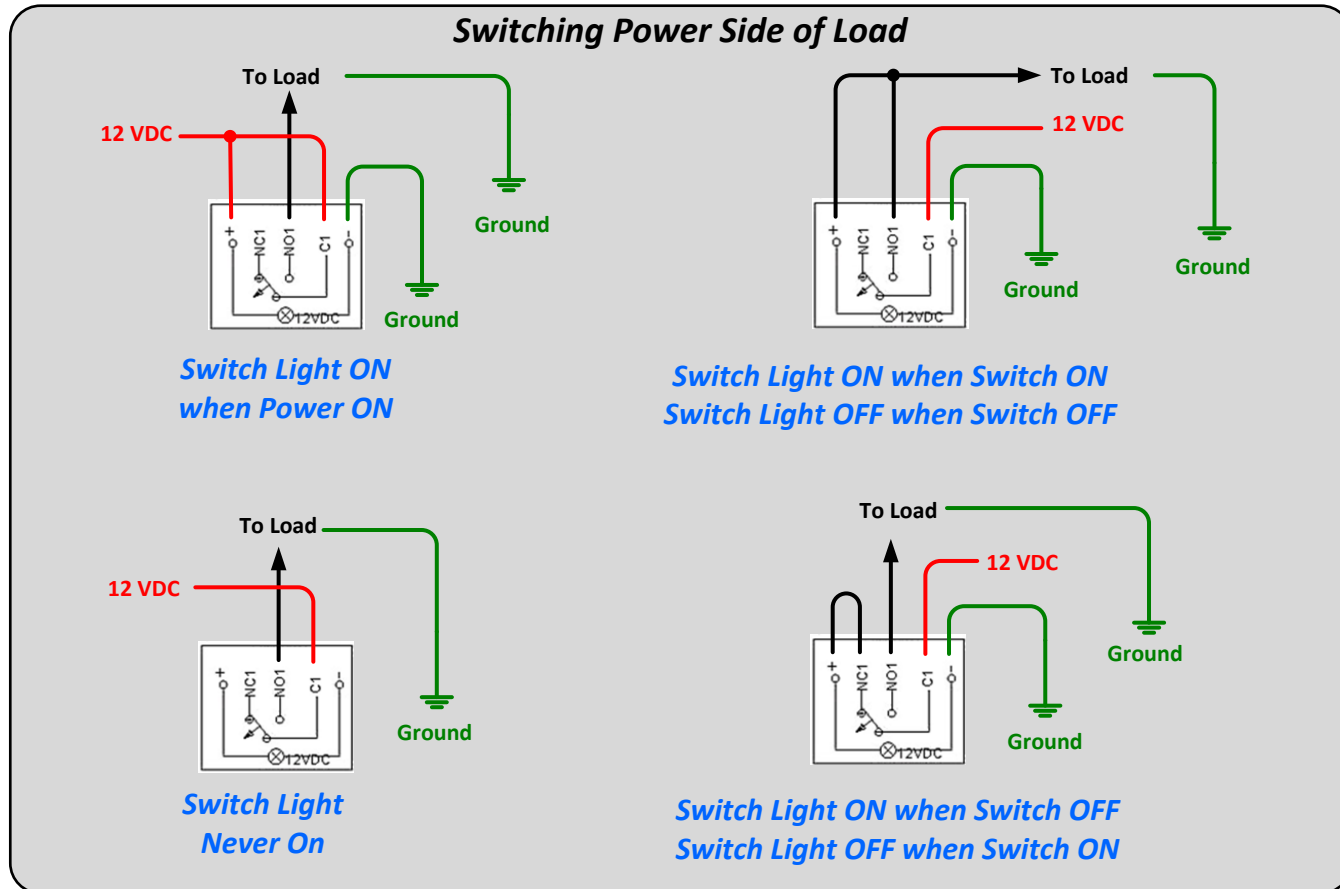 Switching Power Side of Load
To Load
12 VDC
Ground
Ground
+
NC1
NO1
C1
-
12VDC
Switch Light ON
when Power ON
To Load
12 VDC
Ground
Ground
+
NC1
NO1
C1
-
12VDC
Switch Light ON when Switch ON
Switch Light OFF when Switch OFF
To Load
12 VDC
Ground
+
NC1
NO1
C1
-
12VDC
Switch Light
Never On
To Load
12 VDC
Ground
Ground
+
NC1
NO1
C1
-
12VDC
Switch Light ON when Switch OFF
Switch Light OFF when Switch ON